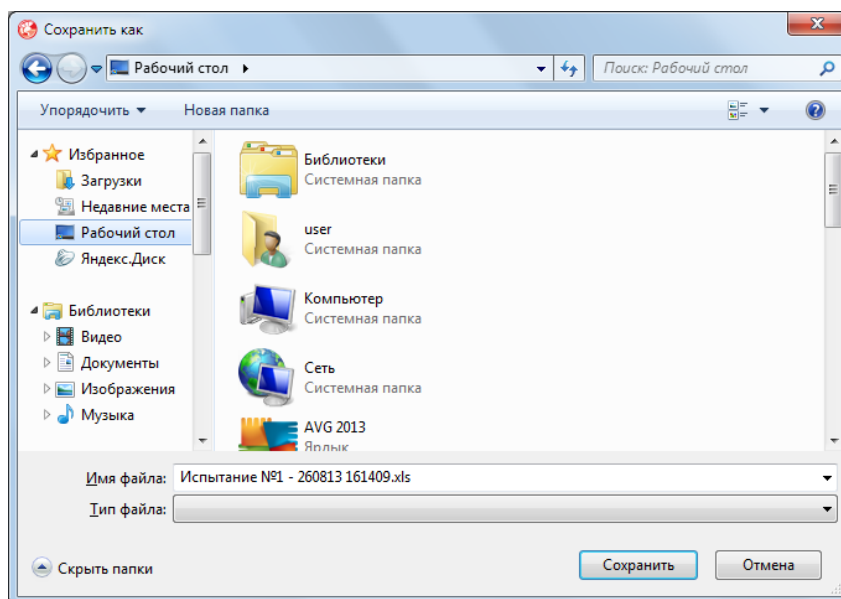 Сохранить как
Рабочий стол
Поиск: Рабочий стол
Упорядочить
Новая папка
Избранное
Загрузки
Недавние места
Рабочий стол
Яндекс.Диск
Библиотеки
Видео
Документы
Изображения
Музыка
Библиотеки
Системная папка
user
Системная папка
Компьютер
Системная папка
Сеть
Системная папка
AVG 2013
Ярлык
Имя файла: Испытание №1 - 260813 161409.xls
Тип файла:
Скрыть папки
Сохранить
Отмена